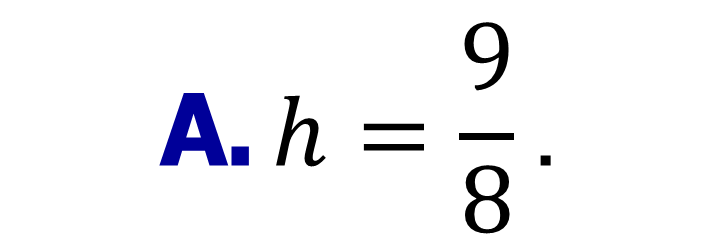 A. h = 9/8.